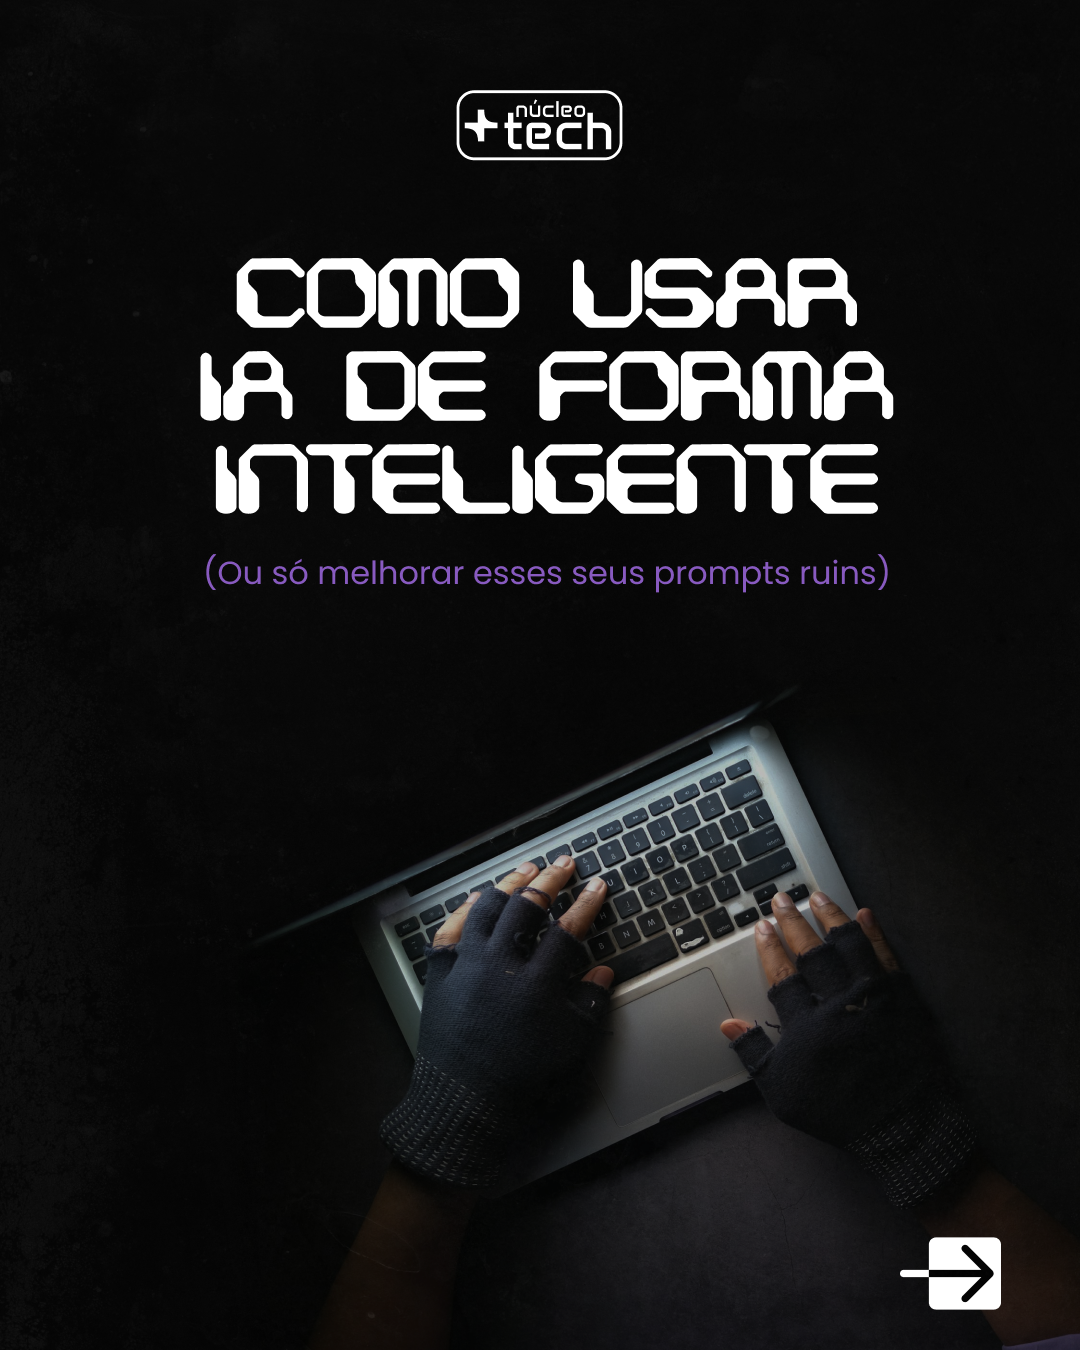 núcleo
+tech
COMO USAR
IA DE FORMA
INTELIGENTE
(Ou só melhorar esses seus prompts ruins)